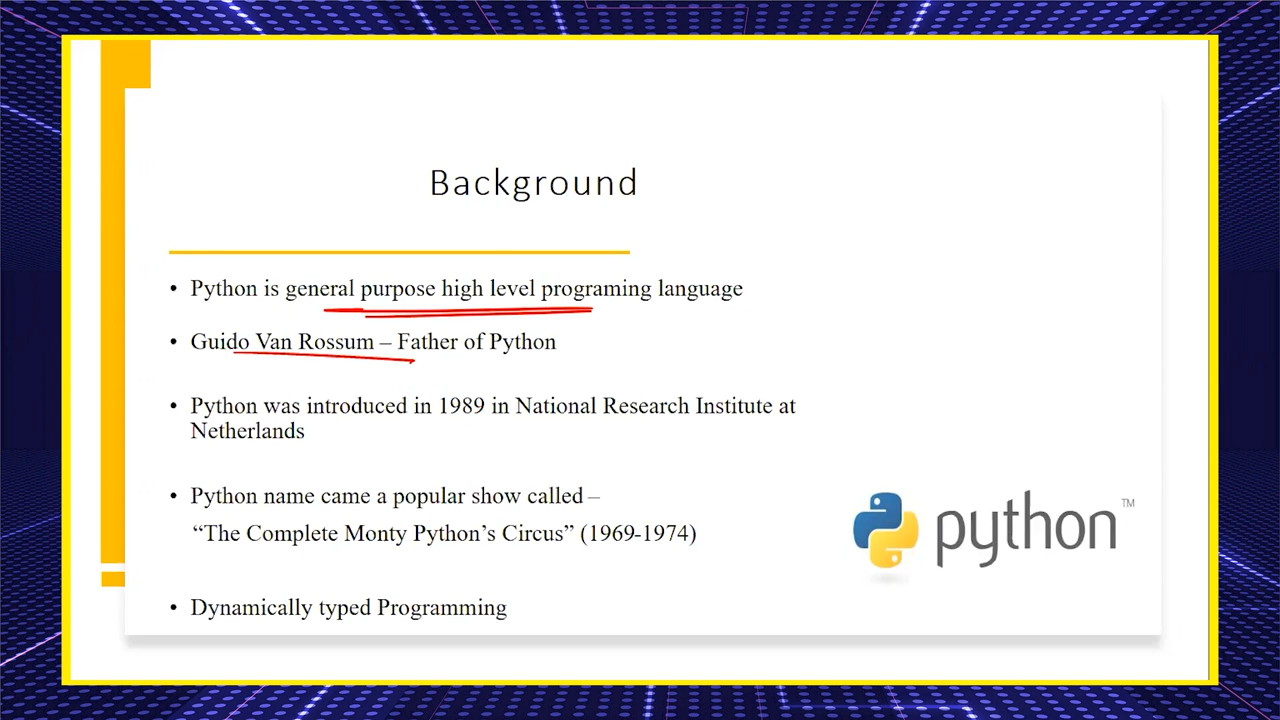 Background
• Python is general purpose high level programing language
• Guido Van Rossum – Father of Python
• Python was introduced in 1989 in National Research Institute at
Netherlands
• Python name came a popular show called –
“The Complete Monty Python’s Circus” (1969-1974)
python™
• Dynamically typed Programming